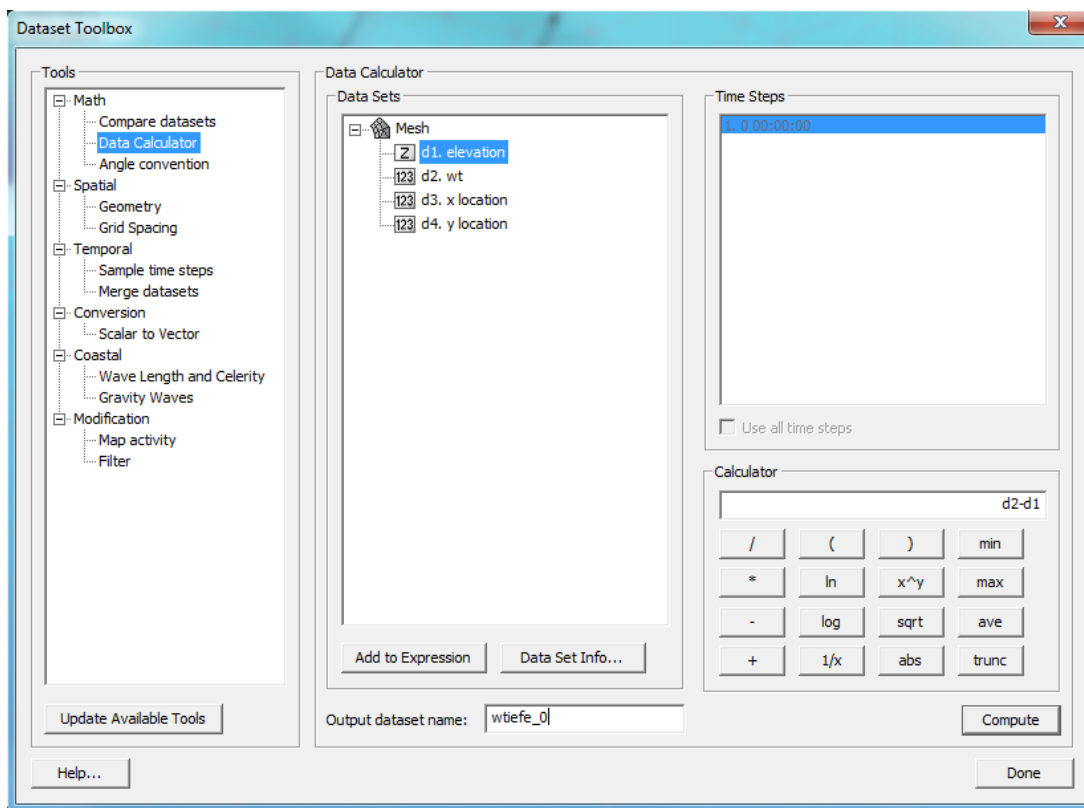 Dataset Toolbox
x
Tools
Math
Compare datasets
Data Calculator
Angle convention
Spatial
Geometry
Grid Spacing
Temporal
Sample time steps
Merge datasets
Conversion
Scalar to Vector
Coastal
Wave Length and Celerity
Gravity Waves
Modification
Map activity
Filter
Update Available Tools
Help...
Data Calculator
Data Sets
Mesh
Z d1. elevation
123 d2. wt
123 d3. x location
123 d4. y location
Add to Expression Data Set Info...
Output dataset name: wtiefe_0
Time Steps
1. 0 00:00:00
Use all time steps
Calculator
d2-d1
/ ( ) min
* ln x^y max
- log sqrt ave
+ 1/x abs trunc
Compute
Done